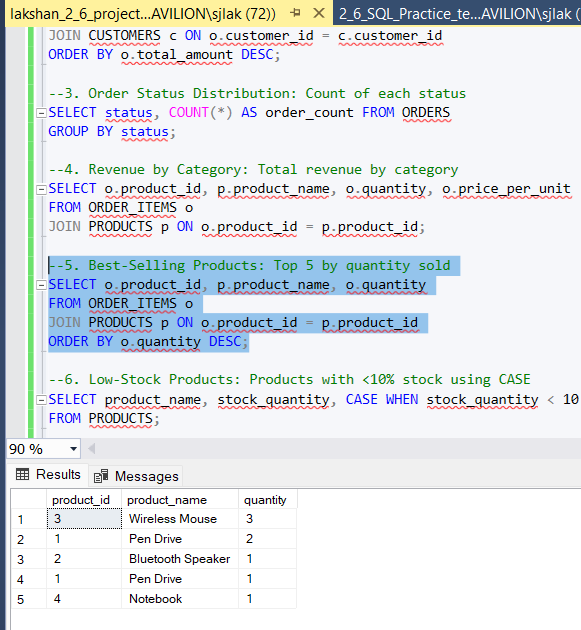 lakshan_2_6_project...AVILION\sjlak (72))
2_6_SQL_Practice_te...AVILION\sjlak (
JOIN CUSTOMERS c ON o.customer_id = c.customer_id
ORDER BY o.total_amount DESC;
--3. Order Status Distribution: Count of each status
SELECT status, COUNT(*) AS order_count FROM ORDERS
GROUP BY status;
--4. Revenue by Category: Total revenue by category
SELECT o.product_id, p.product_name, o.quantity, o.price_per_unit
FROM ORDER_ITEMS o
JOIN PRODUCTS p ON o.product_id = p.product_id;
--5. Best-Selling Products: Top 5 by quantity sold
SELECT o.product_id, p.product_name, o.quantity
FROM ORDER_ITEMS o
JOIN PRODUCTS p ON o.product_id = p.product_id
ORDER BY o.quantity DESC;
--6. Low-Stock Products: Products with <10% stock using CASE
SELECT product_name, stock_quantity, CASE WHEN stock_quantity < 10
FROM PRODUCTS;
90 %
Results Messages
product_id product_name quantity
1 3 Wireless Mouse 3
2 1 Pen Drive 2
3 2 Bluetooth Speaker 1
4 1 Pen Drive 1
5 4 Notebook 1